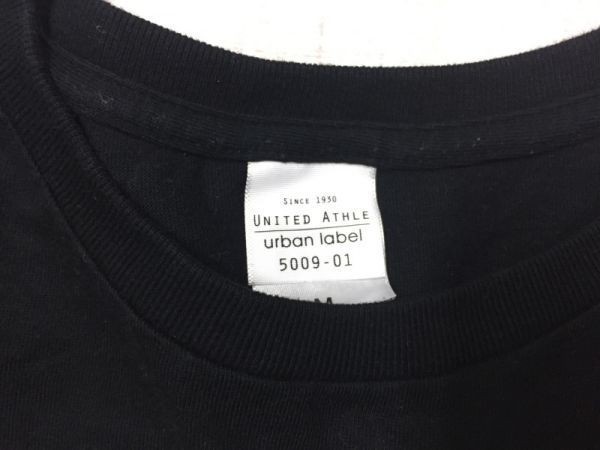 SINCE 1930
UNITED ATHLE
urban label
5009-01
M